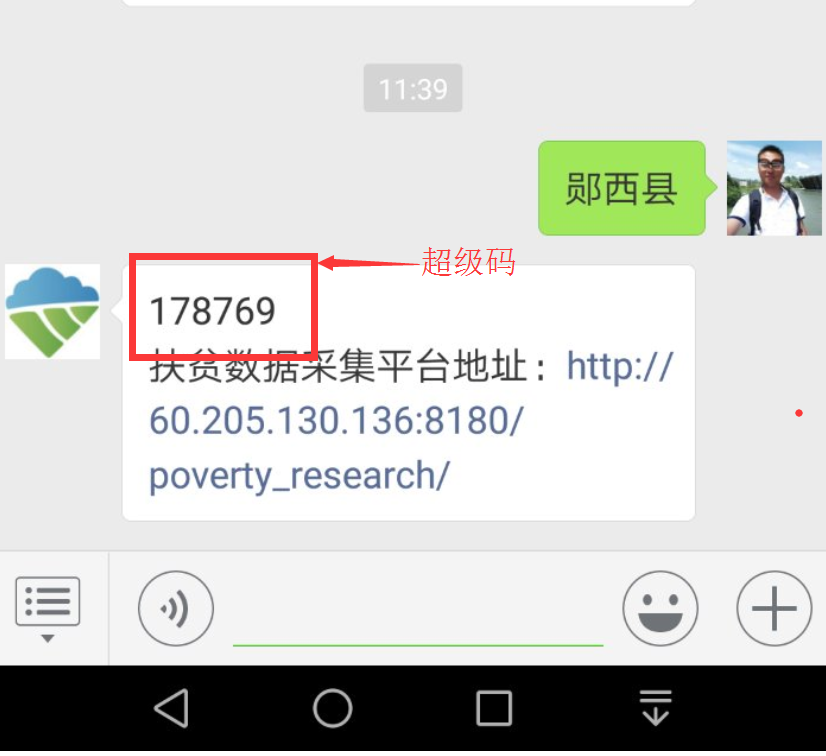 11:39
郧西县
超级码
178769
扶贫数据采集平台地址：http://
60.205.130.136:8180/
poverty_research/